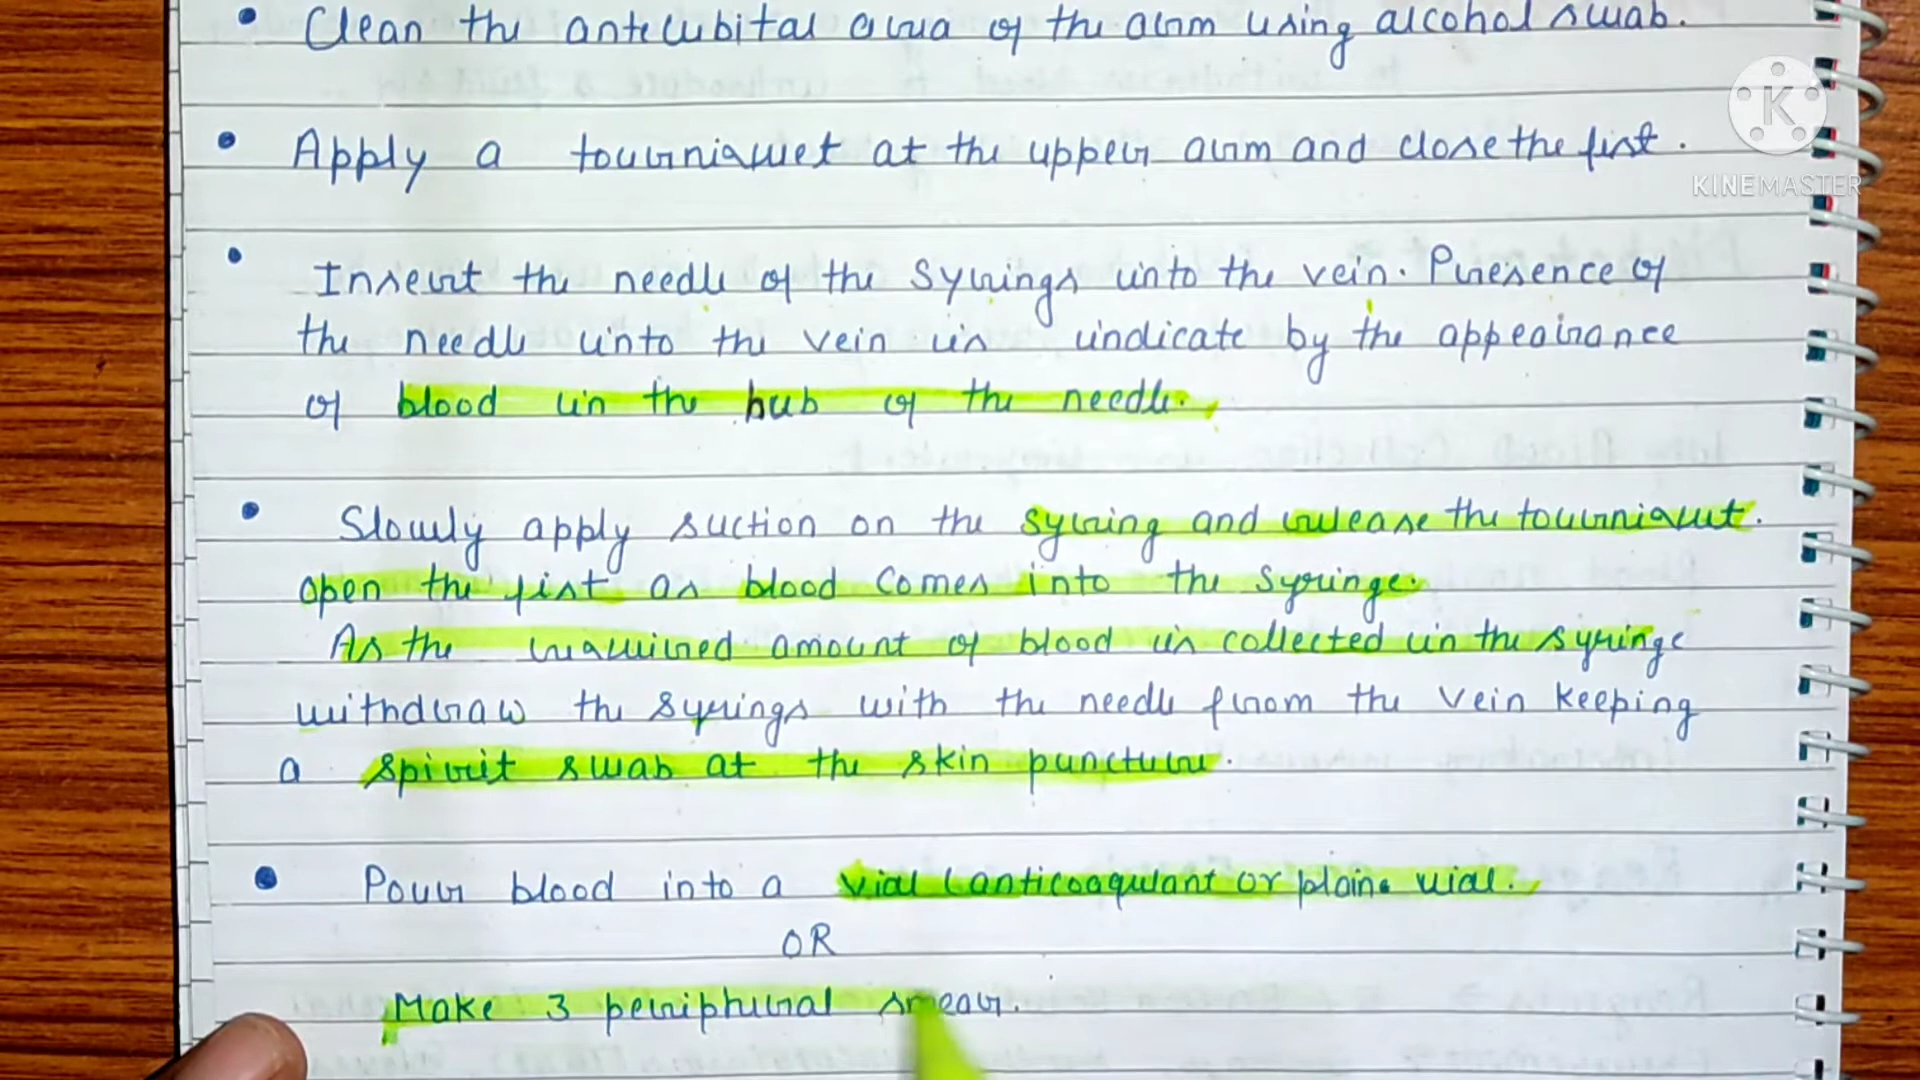 • Clean the antecubital area of the arm using alcohol swab.
• Apply a tourniquet at the upper arm and close the fist.
• Insert the needle of the syrings into the vein. Presence of
the needle into the vein is indicate by the appearance
of blood in the hub of the needle.
• Slowly apply suction on the syring and release the tourniquet.
open the fist as blood comes into the syringe.
As the required amount of blood is collected in the syringe
withdraw the syrings with the needle from the vein keeping
a spirit swab at the skin puncture.
• Pour blood into a vial (anticoagulant or plain vial.
OR
Make 3 peripheral smear.
K
KINEMASTER